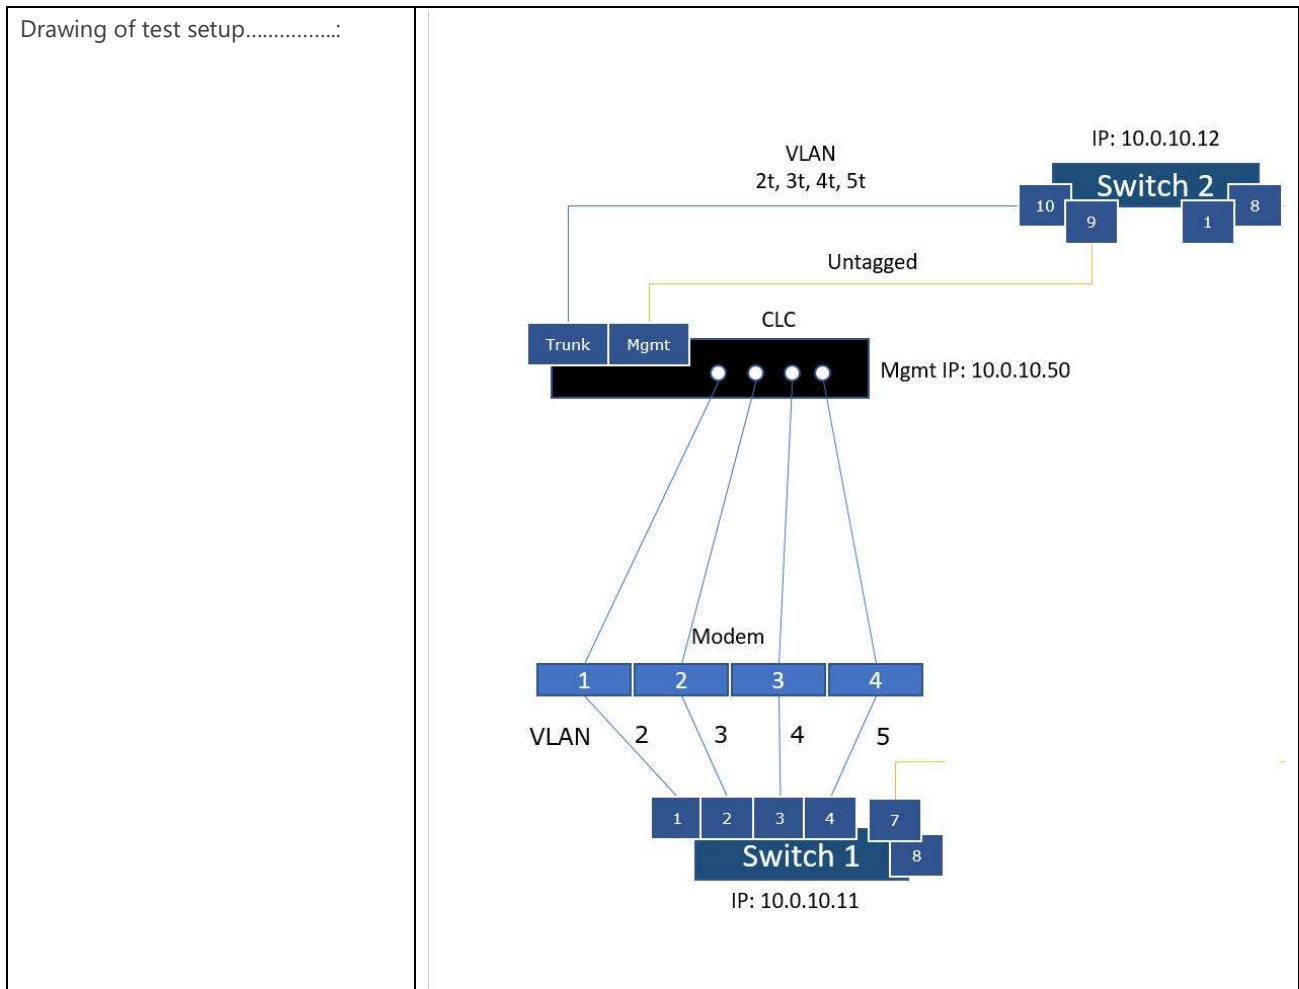 Drawing of test setup……………:
IP: 10.0.10.12
VLAN
2t, 3t, 4t, 5t
Switch 2
10
9
1
8
Untagged
CLC
Trunk
Mgmt
Mgmt IP: 10.0.10.50
Modem
1
2
3
4
VLAN 2 3 4 5
1
2
3
4
7
Switch 1
8
IP: 10.0.10.11